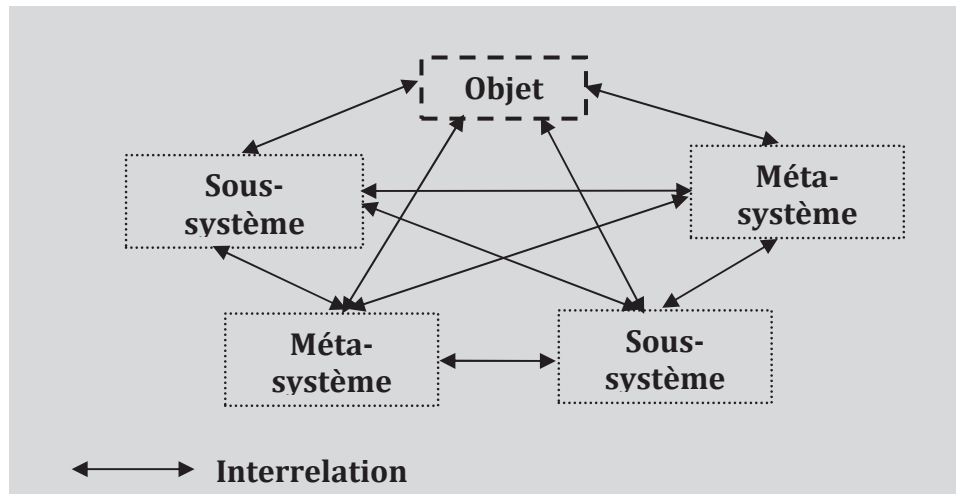 Objet
Sous-
système
Méta-
système
Méta-
système
Sous-
système
Interrelation